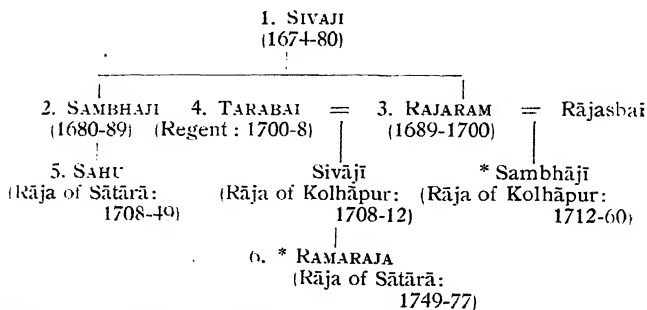 1. SIVAJI
(1674-80)
2. SAMBHAJI 4. TARABAI = 3. RAJARAM = Rājasbai
(1680-89) (Regent : 1700-8) (1689-1700)
5. SAHU Sivājī * Sambhājī
(Rāja of Sātārā: (Rāja of Kolhāpur: (Rāja of Kolhāpur:
1708-49) 1708-12) 1712-60)
6. * RAMARAJA
(Rāja of Sātārā:
1749-77)